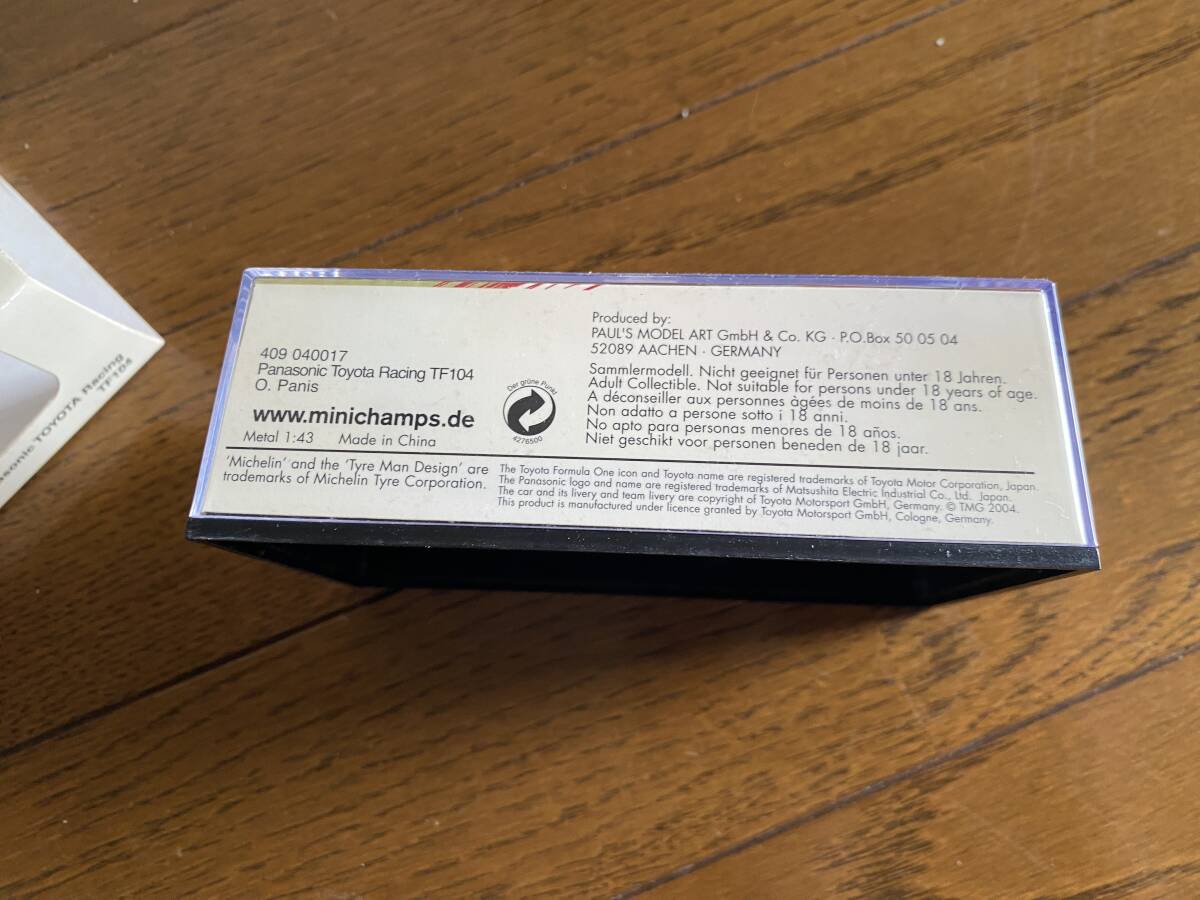 409 040017
Panasonic Toyota Racing TF104
O. Panis
www.minichamps.de
Metal 1:43 Made in China
Der grüne Punkt
4276500
Produced by:
PAUL'S MODEL ART GmbH & Co. KG · P.O.Box 50 05 04
52089 AACHEN · GERMANY
Sammlermodell. Nicht geeignet für Personen unter 18 Jahren.
Adult Collectible. Not suitable for persons under 18 years of age.
A déconseiller aux personnes âgées de moins de 18 ans.
Non adatto a persone sotto i 18 anni.
No apto para personas menores de 18 años.
Niet geschikt voor personen beneden de 18 jaar.
'Michelin' and the 'Tyre Man Design' are
trademarks of Michelin Tyre Corporation.
The Toyota Formula One icon and Toyota name are registered trademarks of Toyota Motor Corporation, Japan.
The Panasonic logo and name are registered trademarks of Matsushita Electric Industrial Co., Ltd. Japan.
The car and its livery and team livery are copyright of Toyota Motorsport GmbH, Germany. © TMG 2004.
This product is manufactured under licence granted by Toyota Motorsport GmbH, Cologne, Germany.
asonic TOYOTA Racing
TF104